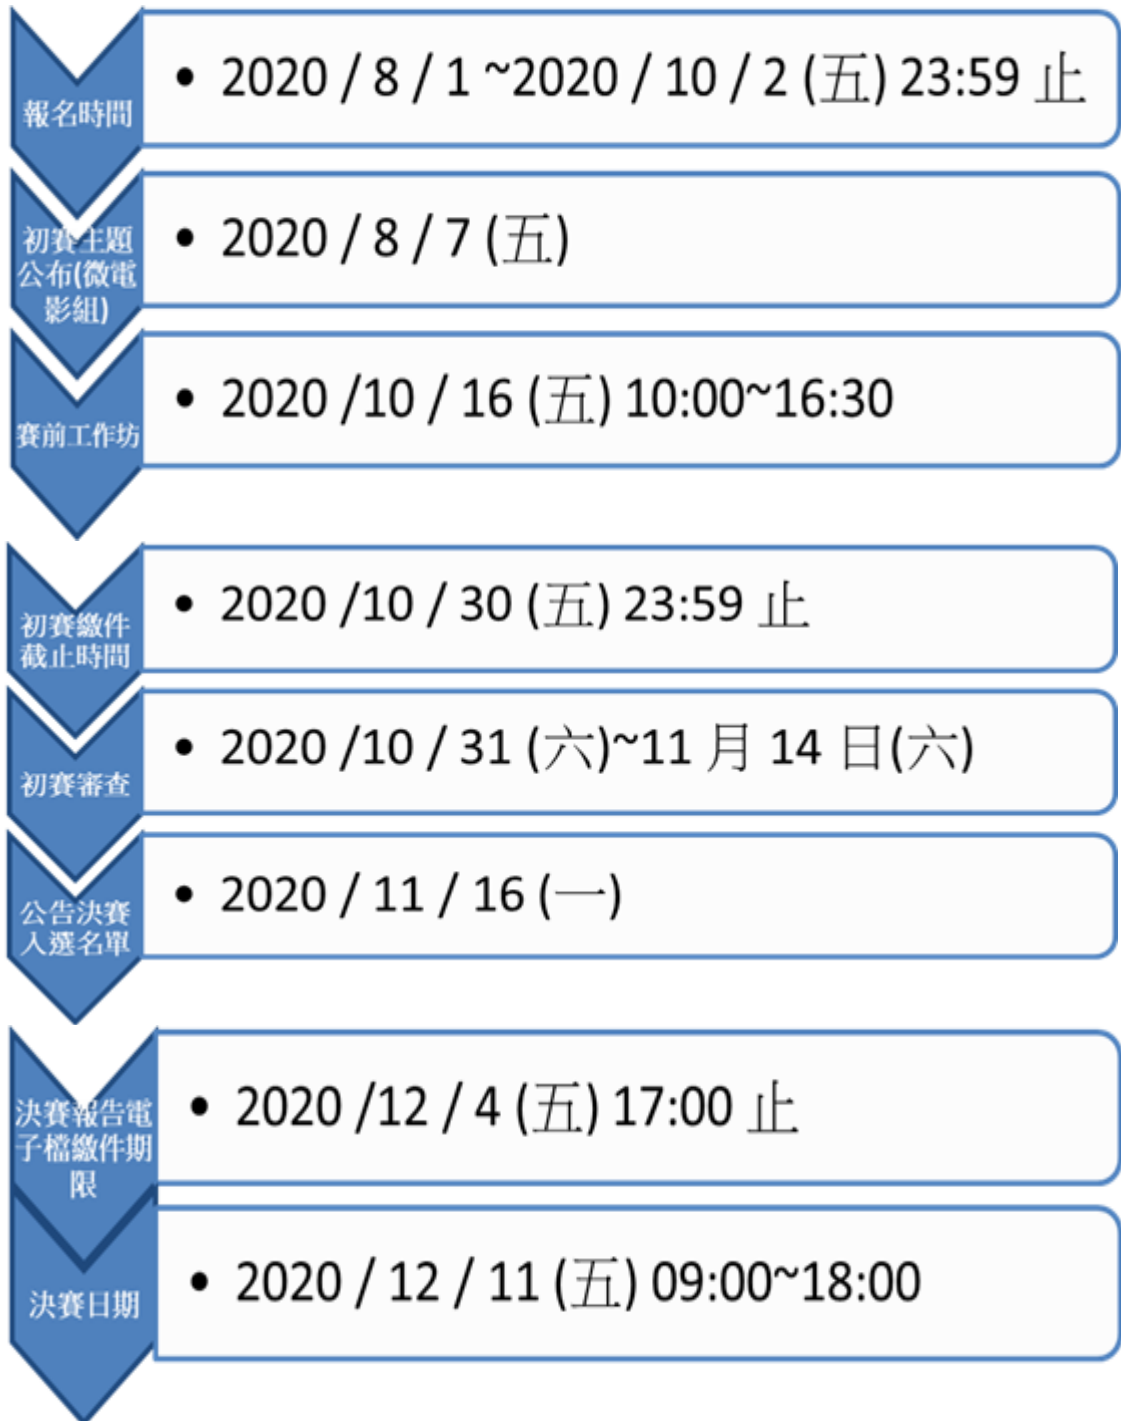 報名時間
• 2020 / 8 / 1 ~2020 / 10 / 2 (五) 23:59 止
初賽主題
公布(微電
影組)
• 2020 / 8 / 7 (五)
賽前工作坊
• 2020 /10 / 16 (五) 10:00~16:30
初賽繳件
截止時間
• 2020 /10 / 30 (五) 23:59 止
初賽審查
• 2020 /10 / 31 (六)~11 月 14 日(六)
公告決賽
入選名單
• 2020 / 11 / 16 (一)
決賽報告電
子檔繳件期
限
• 2020 /12 / 4 (五) 17:00 止
決賽日期
• 2020 / 12 / 11 (五) 09:00~18:00